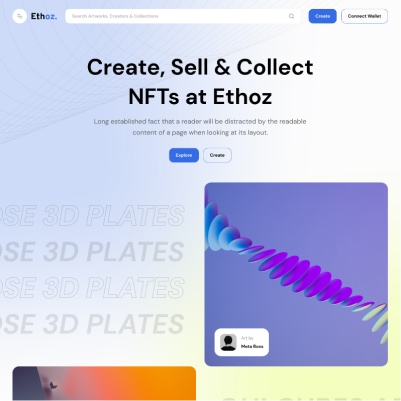 Ethoz.
Search Artworks, Creators & Collections
Create
Connect Wallet
Create, Sell & Collect
NFTs at Ethoz
Long established fact that a reader will be distracted by the readable
content of a page when looking at its layout.
Explore
Create
OSE 3D PLATES
OSE 3D PLATES
OSE 3D PLATES
OSE 3D PLATES
Art by
Meta Ross